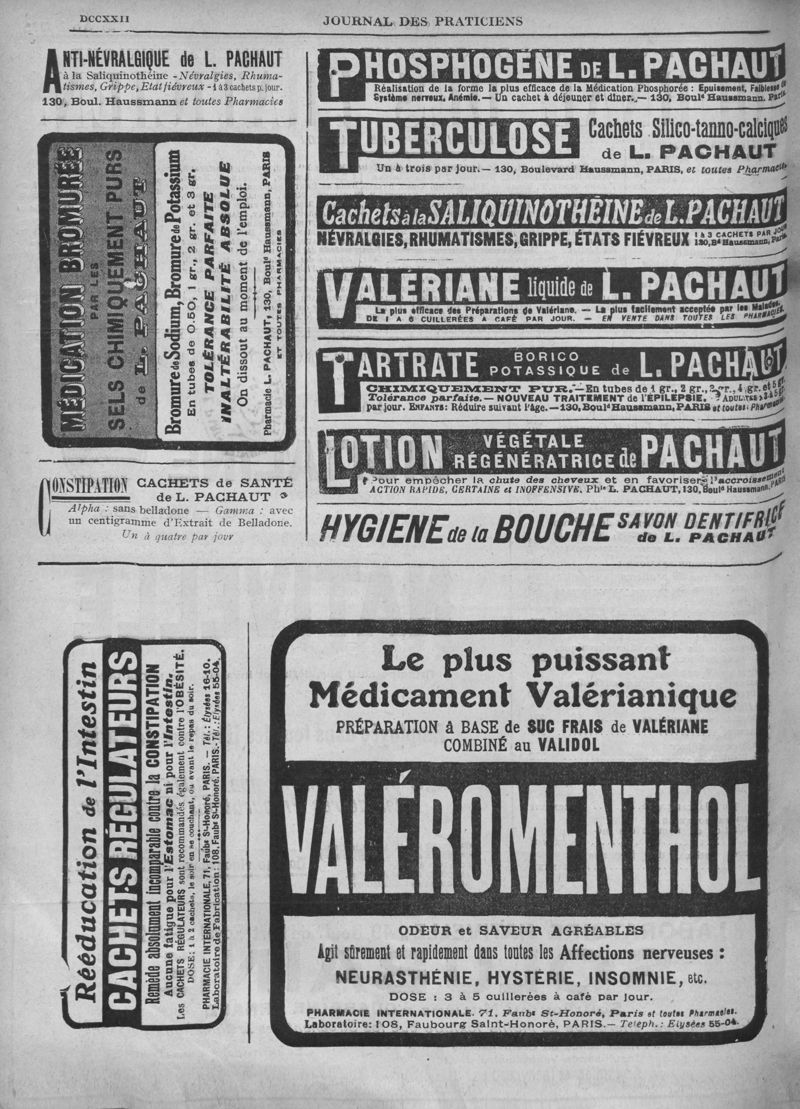 DCCXXII
JOURNAL DES PRATICIENS
ANTI-NÉVRALGIQUE de L. PACHAUT
à la Saliquinothéine - Névralgies, Rhuma-
tismes, Grippe, Etat fiévreux - 1 à 3 cachets p. jour.
130, Boul. Haussmann et toutes Pharmacies
MÉDICATION BROMURÉE
PAR LES
SELS CHIMIQUEMENT PURS
de L. PACHAUT
Bromure de Sodium, Bromure de Potassium
En tubes de 0.50, 1 gr., 2 gr. et 3 gr.
TOLÉRANCE PARFAITE
INALTÉRABILITÉ ABSOLUE
On dissout au moment de l'emploi.
Pharmacie L. PACHAUT, 130, Boulᵈ Haussmann, PARIS
ET TOUTES PHARMACIES
CONSTIPATION CACHETS DE SANTÉ
de L. PACHAUT
Alpha : sans belladone — Gamma : avec
un centigramme d'Extrait de Belladone.
Un à quatre par jour
PHOSPHOGÈNE DE L. PACHAUT
Réalisation de la forme la plus efficace de la Médication Phosphorée : Epuisement, Faiblesse du
Système nerveux, Anémie. — Un cachet à déjeuner et dîner. — 130, Boulᵈ Haussmann, Paris.
TUBERCULOSE Cachets Silico-tanno-calciques
de L. PACHAUT
Un à trois par jour. — 130, Boulevard Haussmann, PARIS, et toutes Pharmacies
Cachets à la SALIQUINOTHÉINE de L. PACHAUT
NÉVRALGIES, RHUMATISMES, GRIPPE, ÉTATS FIÉVREUX 1 à 3 CACHETS PAR JOUR
130, Bᵈ Haussmann, Paris.
VALÉRIANE liquide de L. PACHAUT
La plus efficace des Préparations de Valériane. — La plus facilement acceptée par les Malades.
DE 1 A 6 CUILLERÉES A CAFÉ PAR JOUR. — EN VENTE DANS TOUTES LES PHARMACIES.
TARTRATE BORICO
POTASSIQUE de L. PACHAUT
CHIMIQUEMENT PUR. — En tubes de 1 gr., 2 gr., 3 gr., 4 gr. et 5 gr.
Tolérance parfaite. — NOUVEAU TRAITEMENT de l'ÉPILEPSIE. ADULTES 3 à 5 gr.
par jour. ENFANTS: Réduire suivant l'âge. — 130, Boulᵈ Haussmann, PARIS et toutes Pharmacies
LOTION VÉGÉTALE
RÉGÉNÉRATRICE de PACHAUT
Pour empêcher la chute des cheveux et en favoriser l'accroissement
ACTION RAPIDE, CERTAINE et INOFFENSIVE. Phⁱᵉ L. PACHAUT, 130, Boulᵈ Haussmann, PARIS
HYGIENE de la BOUCHE SAVON DENTIFRICE
de L. PACHAUT
Rééducation de l'Intestin
CACHETS RÉGULATEURS
Remède absolument incomparable contre la CONSTIPATION
Aucune fatigue pour l'Estomac ni pour l'Intestin.
Les CACHETS RÉGULATEURS sont recommandés également contre l'OBÉSITÉ.
DOSE: 1 à 2 cachets, le soir en se couchant, ou avant le repas du soir.
PHARMACIE INTERNATIONALE, 71, Faubᵍ St-Honoré, PARIS. — Tél.: Élysées 16-10.
Laboratoire de Fabrication: 108, Faubᵍ St-Honoré, PARIS. - Tél.: Elysées 55-04.
Le plus puissant
Médicament Valérianique
PRÉPARATION à BASE de SUC FRAIS de VALÉRIANE
COMBINÉ au VALIDOL
VALÉROMENTHOL
ODEUR et SAVEUR AGRÉABLES
Agit sûrement et rapidement dans toutes les Affections nerveuses :
NEURASTHÉNIE, HYSTÉRIE, INSOMNIE, etc.
DOSE : 3 à 5 cuillerées à café par jour.
PHARMACIE INTERNATIONALE. 71, Faubᵍ St-Honoré, Paris et toutes Pharmacies.
Laboratoire: 108, Faubourg Saint-Honoré, PARIS. — Téleph.: Elysées 55-04.